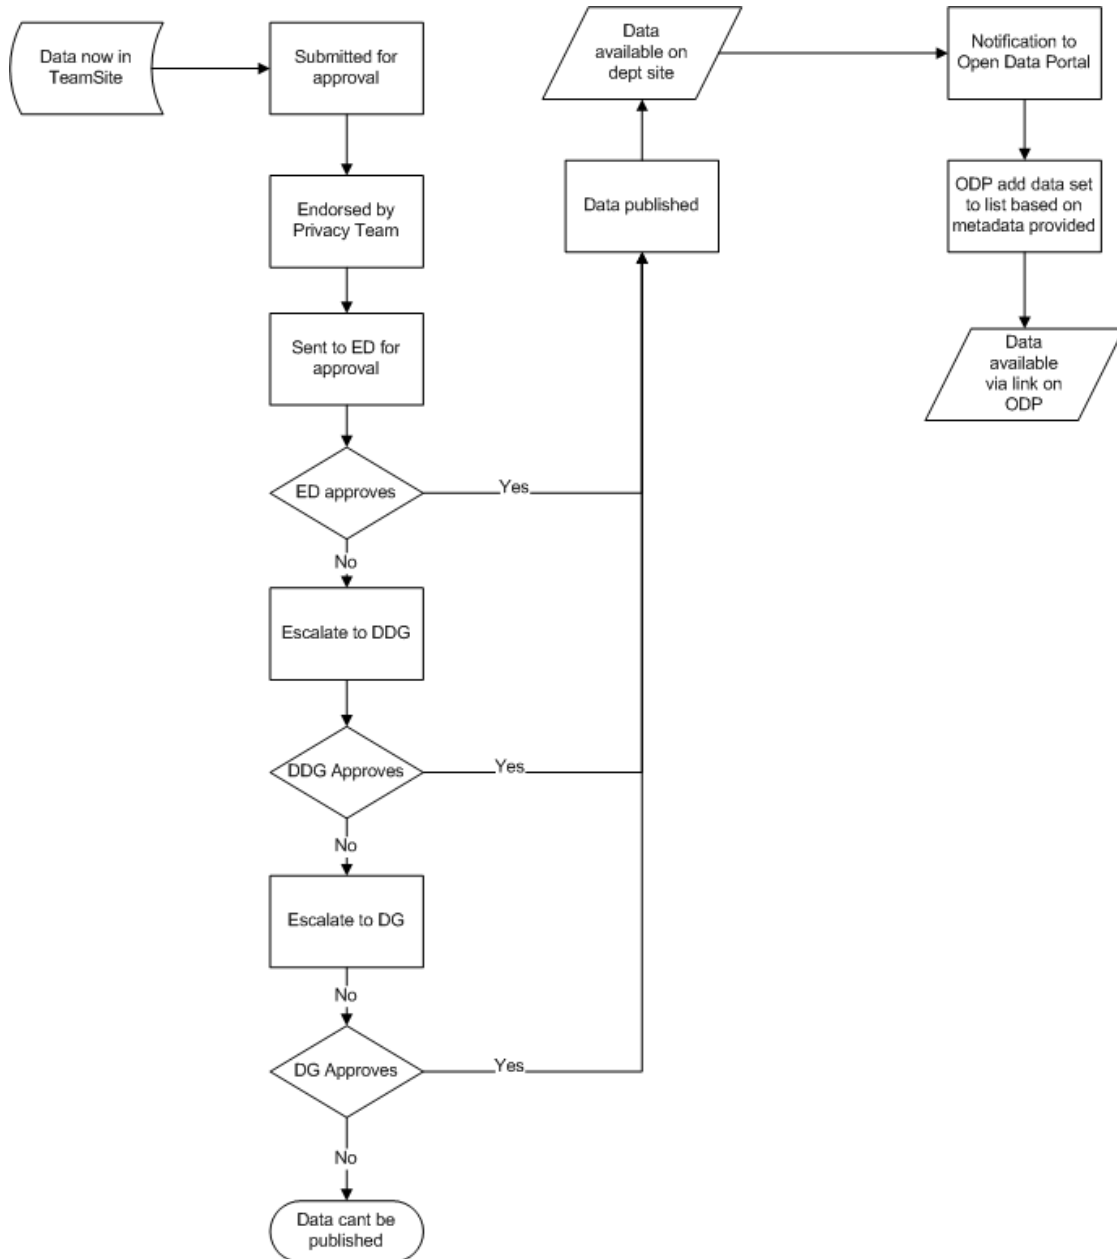 Data now in
TeamSite
Submitted for
approval
Endorsed by
Privacy Team
Sent to ED for
approval
ED approves
Yes
No
Escalate to DDG
DDG Approves
Yes
No
Escalate to DG
No
DG Approves
Yes
No
Data cant be
published
Data published
Data
available on
dept site
Notification to
Open Data Portal
ODP add data set
to list based on
metadata provided
Data
available
via link on
ODP